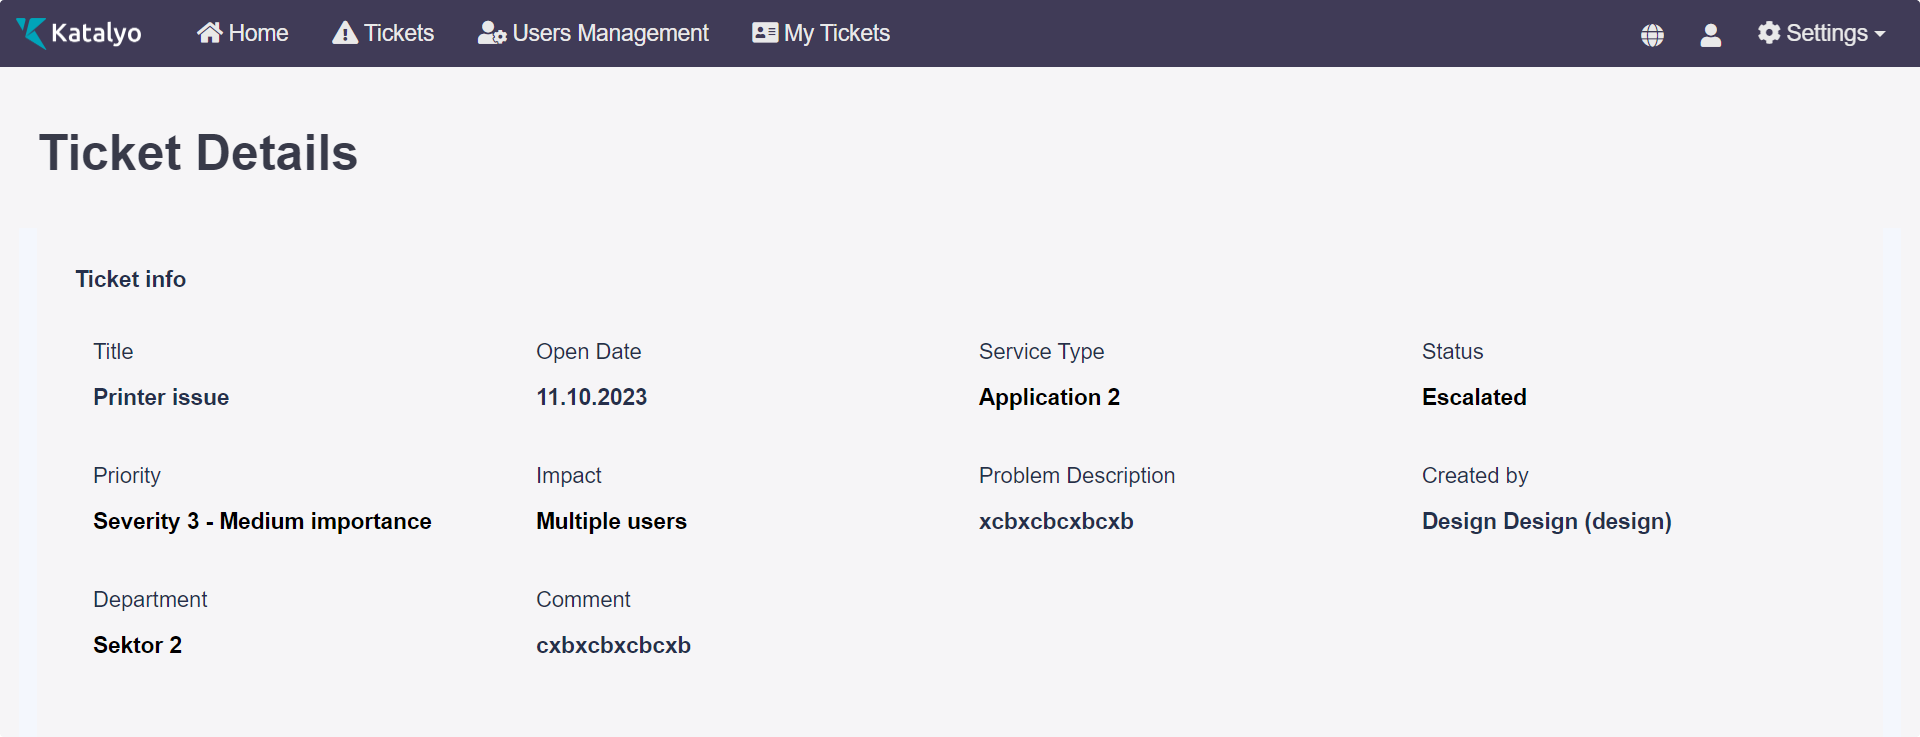 Katalyo Home Tickets Users Management My Tickets Settings
Ticket Details
Ticket info
Title Open Date Service Type Status
Printer issue 11.10.2023 Application 2 Escalated
Priority Impact Problem Description Created by
Severity 3 - Medium importance Multiple users xcbxcbcxbcxb Design Design (design)
Department Comment
Sektor 2 cxbxcbxcbcxb